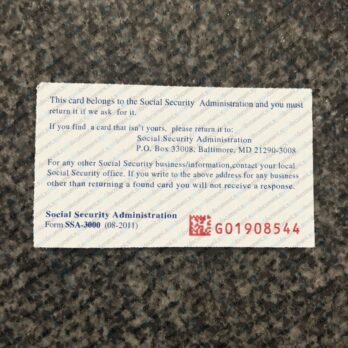 This card belongs to the Social Security Administration and you must
return it if we ask for it.
If you find a card that isn't yours, please return it to:
Social Security Administration
P.O. Box 33008, Baltimore, MD 21290-3008
For any other Social Security business/information, contact your local
Social Security office. If you write to the above address for any business
other than returning a found card you will not receive a response.
Social Security Administration
Form SSA-3000 (08-2011)
G01908544